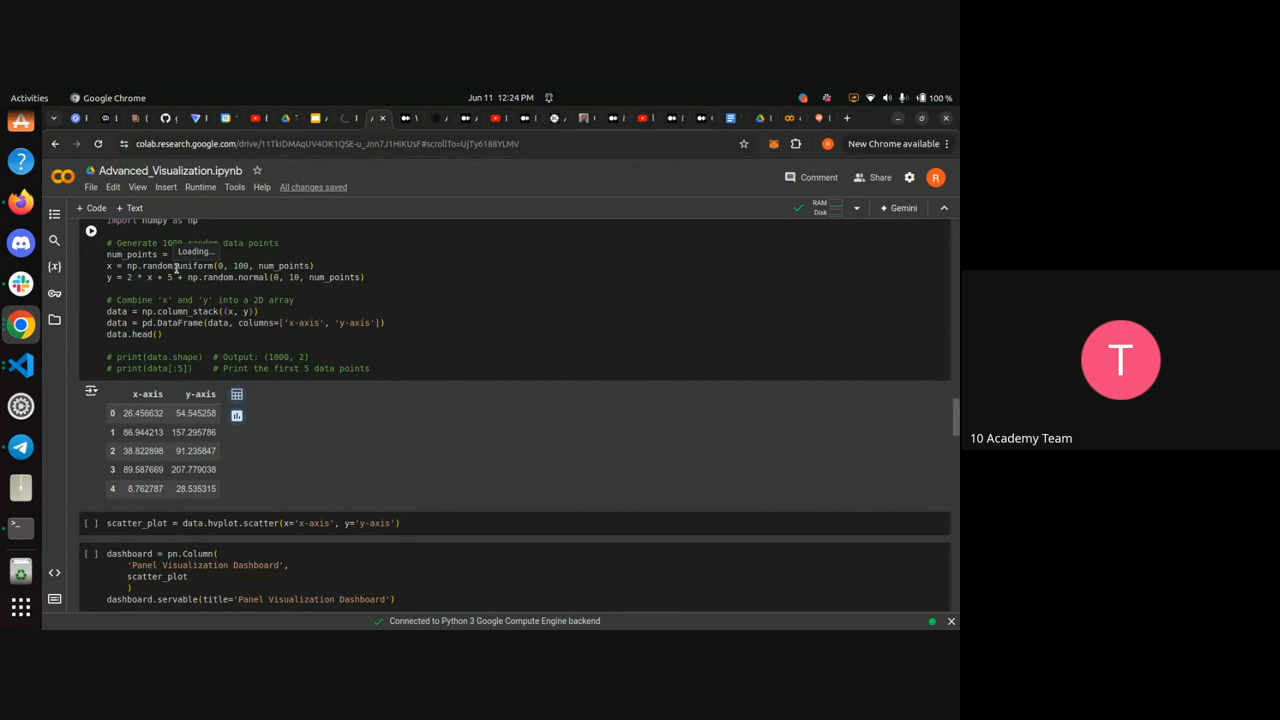 Activities
Google Chrome
Jun 11 12:24 PM
100 %
colab.research.google.com/drive/11TkIDMAqUV4OK1QSE-u_Jnn7J1HIKUsF#scrollTo=UjTy6188YLMV
New Chrome available
R
Advanced_Visualization.ipynb
File Edit View Insert Runtime Tools Help All changes saved
Comment
Share
R
+ Code + Text
RAM
Disk
Gemini
import numpy as np
# Generate 1000 random data points
num_points =
Loading...
x = np.random.uniform(0, 100, num_points)
y = 2 * x + 5 + np.random.normal(0, 10, num_points)
# Combine 'x' and 'y' into a 2D array
data = np.column_stack((x, y))
data = pd.DataFrame(data, columns=['x-axis', 'y-axis'])
data.head()
# print(data.shape) # Output: (1000, 2)
# print(data[:5]) # Print the first 5 data points
x-axis y-axis
0 26.456632 54.545258
1 86.944213 157.295786
2 38.822898 91.235847
3 89.587669 207.779038
4 8.762787 28.535315
[ ] scatter_plot = data.hvplot.scatter(x='x-axis', y='y-axis')
[ ] dashboard = pn.Column(
'Panel Visualization Dashboard',
scatter_plot
)
dashboard.servable(title='Panel Visualization Dashboard')
Connected to Python 3 Google Compute Engine backend
T
10 Academy Team